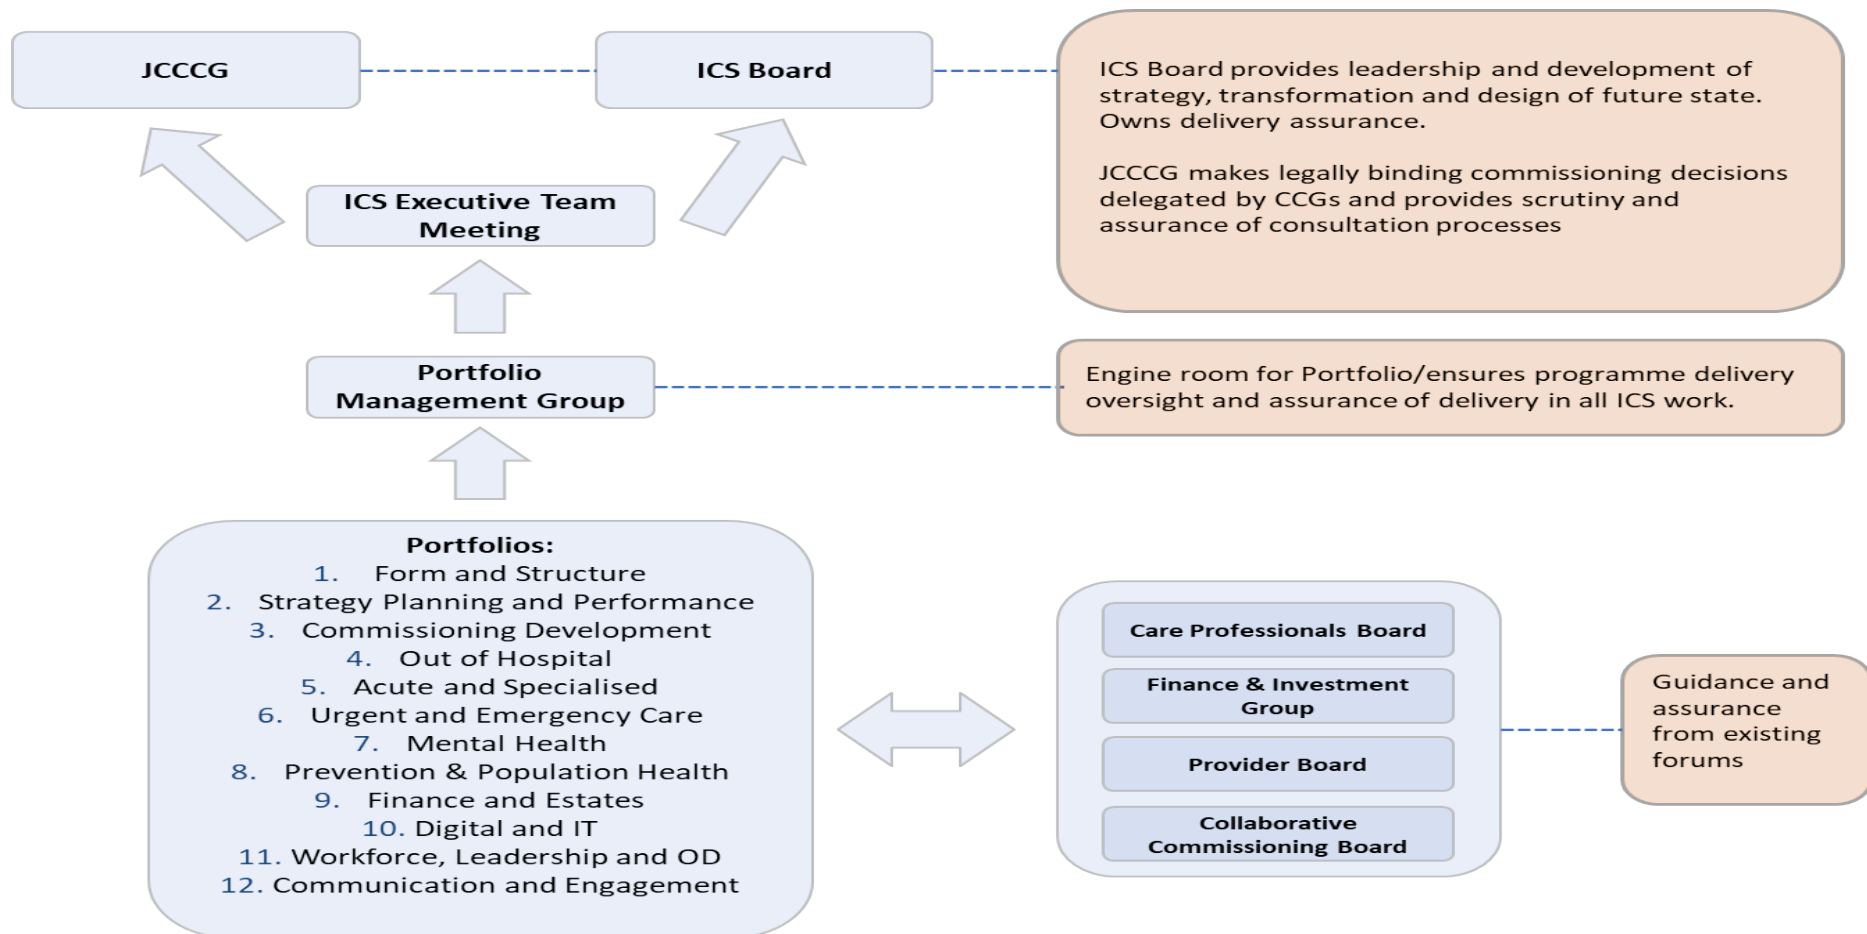 JCCCG
ICS Board
ICS Board provides leadership and development of
strategy, transformation and design of future state.
Owns delivery assurance.
JCCCG makes legally binding commissioning decisions
delegated by CCGs and provides scrutiny and
assurance of consultation processes
ICS Executive Team
Meeting
Portfolio
Management Group
Engine room for Portfolio/ensures programme delivery
oversight and assurance of delivery in all ICS work.
Portfolios:
1. Form and Structure
2. Strategy Planning and Performance
3. Commissioning Development
4. Out of Hospital
5. Acute and Specialised
6. Urgent and Emergency Care
7. Mental Health
8. Prevention & Population Health
9. Finance and Estates
10. Digital and IT
11. Workforce, Leadership and OD
12. Communication and Engagement
Care Professionals Board
Finance & Investment
Group
Provider Board
Collaborative
Commissioning Board
Guidance and
assurance
from existing
forums